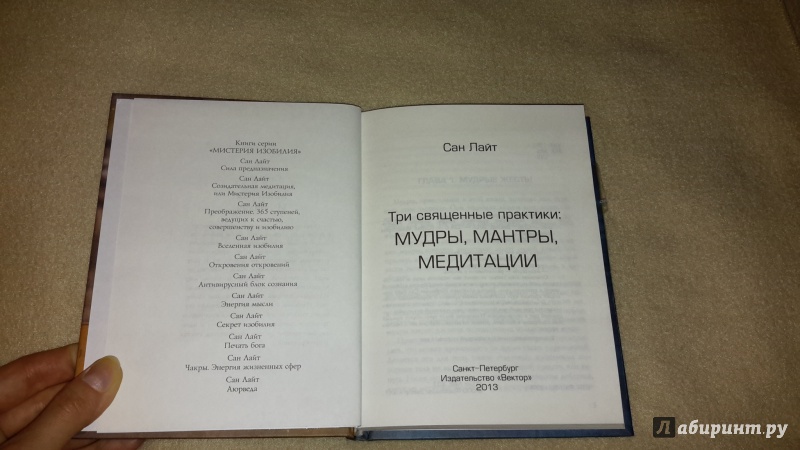 Книги серии
«МИСТЕРИЯ ИЗОБИЛИЯ»
Сан Лайт
Сила предназначения
Сан Лайт
Созидательная медитация,
или Мистерия Изобилия
Сан Лайт
Преображение: 365 ступеней,
ведущих к счастью,
совершенству и изобилию
Сан Лайт
Вселенная изобилия
Сан Лайт
Откровения откровений
Сан Лайт
Антивирусный блок сознания
Сан Лайт
Энергия мысли
Сан Лайт
Секрет изобилия
Сан Лайт
Печать бога
Сан Лайт
Чакры. Энергия жизненных сфер
Сан Лайт
Аюрведа
Сан Лайт
Три священные практики:
МУДРЫ, МАНТРЫ,
МЕДИТАЦИИ
Санкт-Петербург
Издательство «Вектор»
2013
Лабиринт.ру